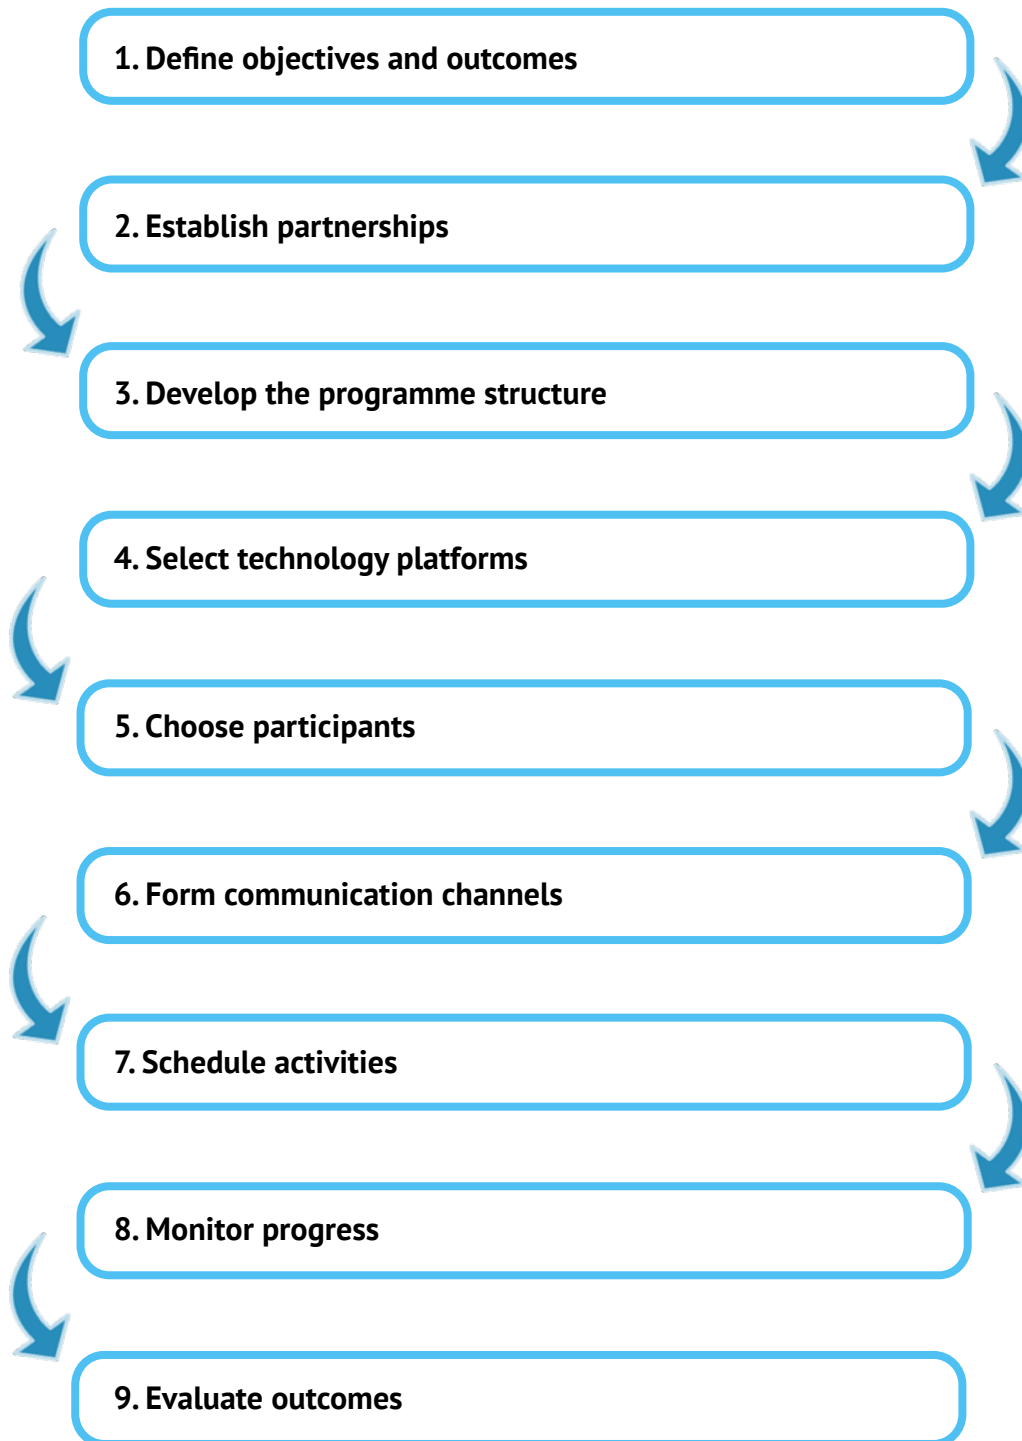 1. Define objectives and outcomes
2. Establish partnerships
3. Develop the programme structure
4. Select technology platforms
5. Choose participants
6. Form communication channels
7. Schedule activities
8. Monitor progress
9. Evaluate outcomes